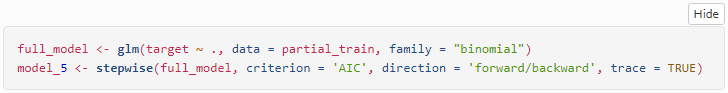 Hide
full_model <- glm(target ~ ., data = partial_train, family = "binomial")
model_5 <- stepwise(full_model, criterion = 'AIC', direction = 'forward/backward', trace = TRUE)